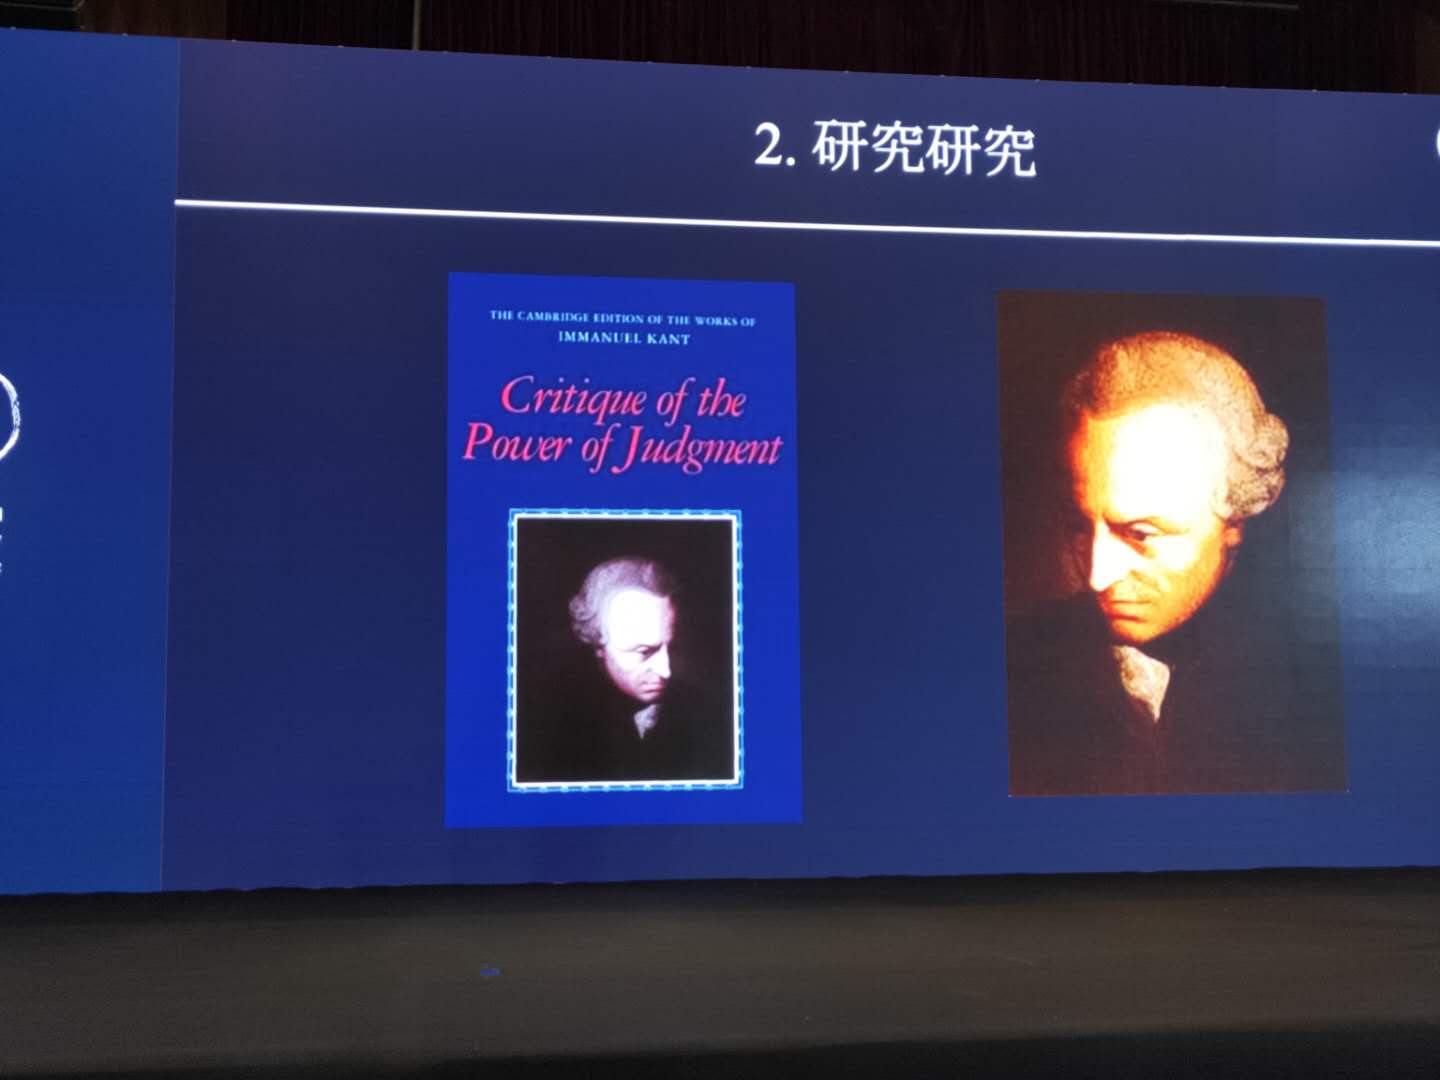 2. 研究研究
THE CAMBRIDGE EDITION OF THE WORKS OF
IMMANUEL KANT
Critique of the
Power of Judgment